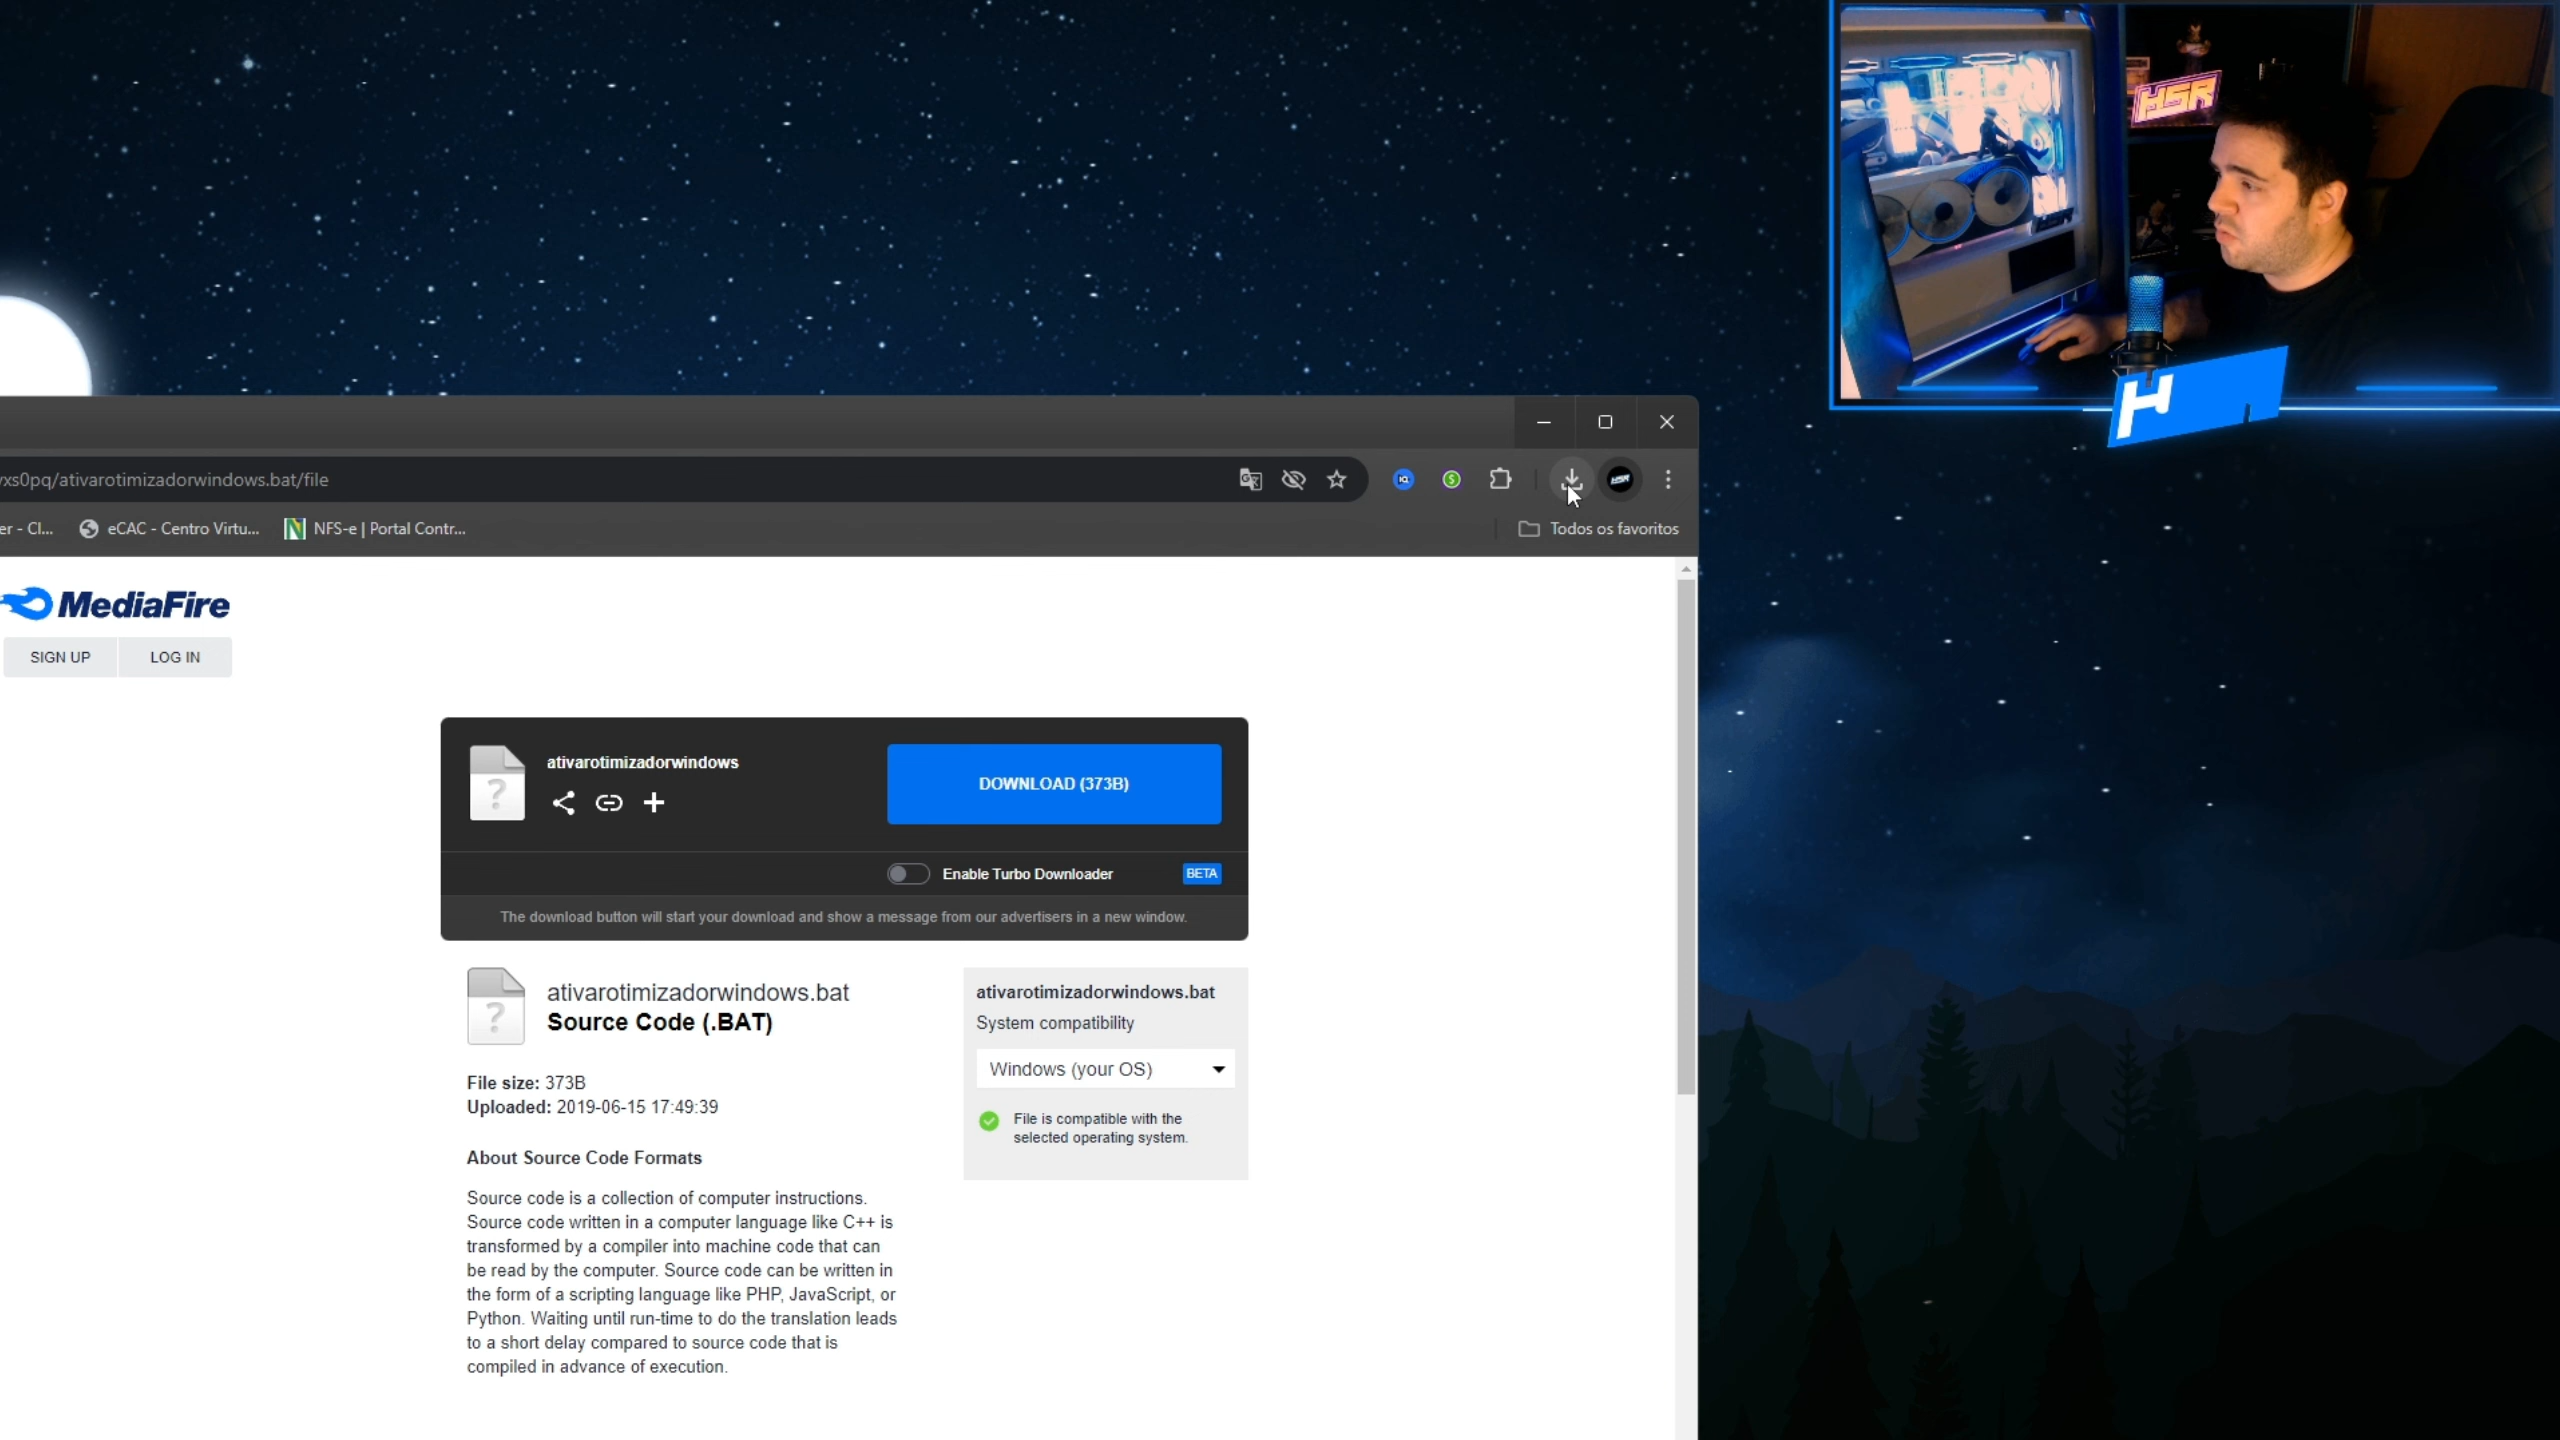 HSR
H
vxs0pq/ativarotimizadorwindows.bat/file
er - Cl...
eCAC - Centro Virtu...
NFS-e | Portal Contr...
Todos os favoritos
MediaFire
SIGN UP
LOG IN
ativarotimizadorwindows
DOWNLOAD (373B)
Enable Turbo Downloader
BETA
The download button will start your download and show a message from our advertisers in a new window.
ativarotimizadorwindows.bat
Source Code (.BAT)
File size: 373B
Uploaded: 2019-06-15 17:49:39
About Source Code Formats
Source code is a collection of computer instructions.
Source code written in a computer language like C++ is
transformed by a compiler into machine code that can
be read by the computer. Source code can be written in
the form of a scripting language like PHP, JavaScript, or
Python. Waiting until run-time to do the translation leads
to a short delay compared to source code that is
compiled in advance of execution.
ativarotimizadorwindows.bat
System compatibility
Windows (your OS)
File is compatible with the
selected operating system.